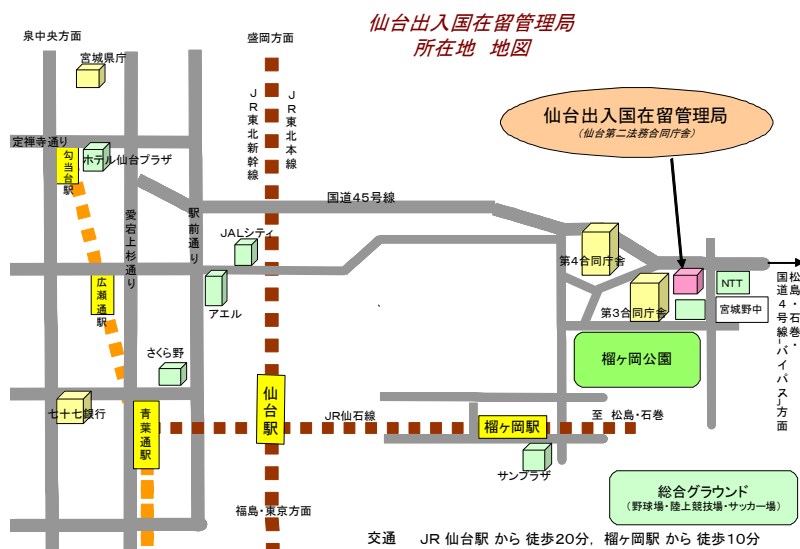 仙台出入国在留管理局
所在地 地図
泉中央方面
盛岡方面
宮城県庁
JR東北新幹線
JR東北本線
仙台出入国在留管理局
(仙台第二法務合同庁舎)
定禅寺通り
勾当台駅
ホテル仙台プラザ
愛宕上杉通り
駅前通り
国道45号線
JALシティ
第4合同庁舎
広瀬通駅
アエル
第3合同庁舎
NTT
宮城野中
松島・石巻・
国道4号線「バイパス」方面
さくら野
榴ヶ岡公園
七十七銀行
青葉通駅
仙台駅
JR仙石線
榴ヶ岡駅
至 松島・石巻
サンプラザ
総合グラウンド
(野球場・陸上競技場・サッカー場)
福島・東京方面
交通 JR 仙台駅 から 徒歩20分, 榴ヶ岡駅 から 徒歩10分